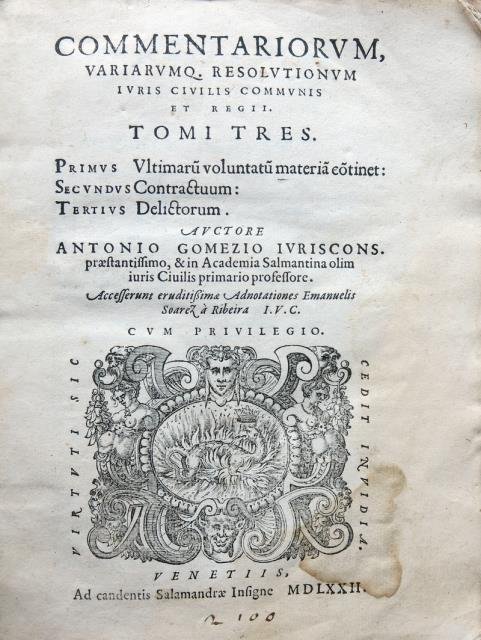 COMMENTARIORVM,
VARIARVMQ. RESOLVTIONVM
IVRIS CIVILIS COMMVNIS
ET REGII.
TOMI TRES.
PRIMVS Vltimarū voluntatū materiā cōtinet:
SECVNDVS Contractuum:
TERTIVS Delictorum.
AVCTORE
ANTONIO GOMEZIO IVRISCONS.
præstantissimo, & in Academia Salmantina olim
iuris Ciuilis primario professore.
Accesserunt eruditißimæ Adnotationes Emanuelis
Soarez à Ribeira I.V.C.
CVM PRIVILEGIO.
VIRTVTI SIC
CEDIT INVIDIA.
VENETIIS,
Ad candentis Salamandræ Insigne MDLXXII.